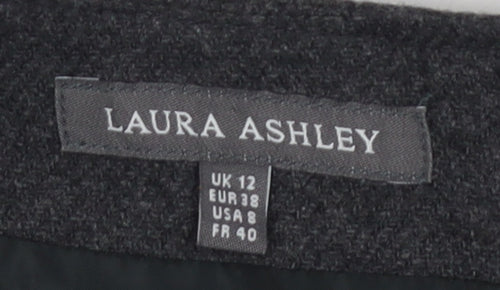 LAURA ASHLEY
UK 12
EUR 38
USA 8
FR 40